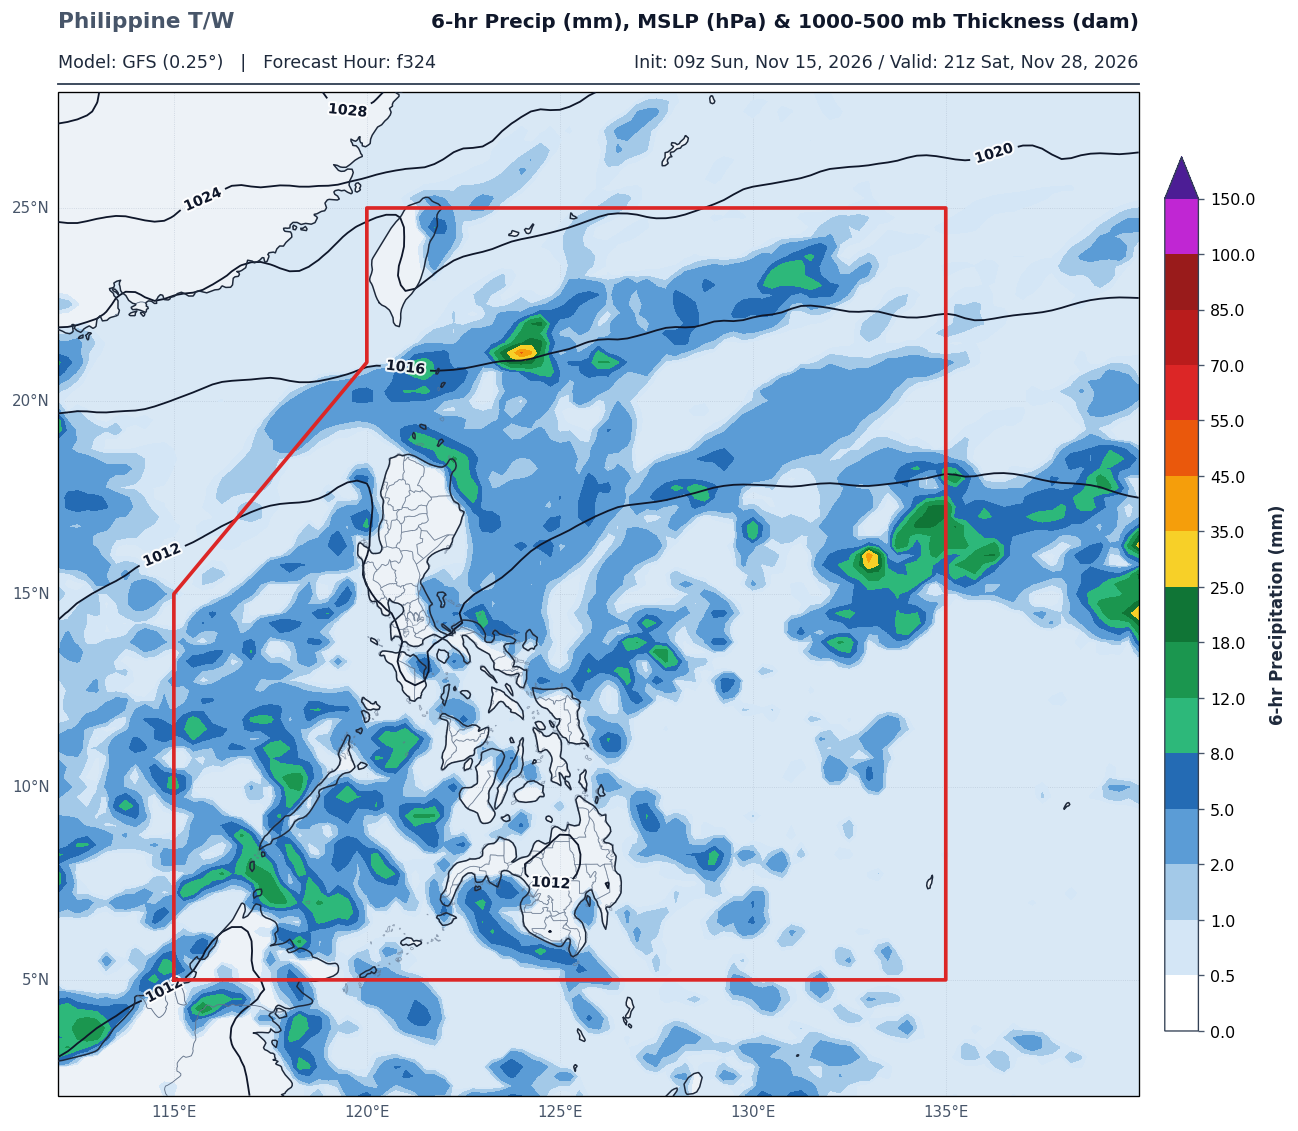 Philippine T/W
6-hr Precip (mm), MSLP (hPa) & 1000-500 mb Thickness (dam)
Model: GFS (0.25°) | Forecast Hour: f324
Init: 09z Sun, Nov 15, 2026 / Valid: 21z Sat, Nov 28, 2026
1028
1020
1024
1016
1012
1012
1012
25°N
20°N
15°N
10°N
5°N
115°E
120°E
125°E
130°E
135°E
150.0
100.0
85.0
70.0
55.0
45.0
35.0
25.0
18.0
12.0
8.0
5.0
2.0
1.0
0.5
0.0
6-hr Precipitation (mm)